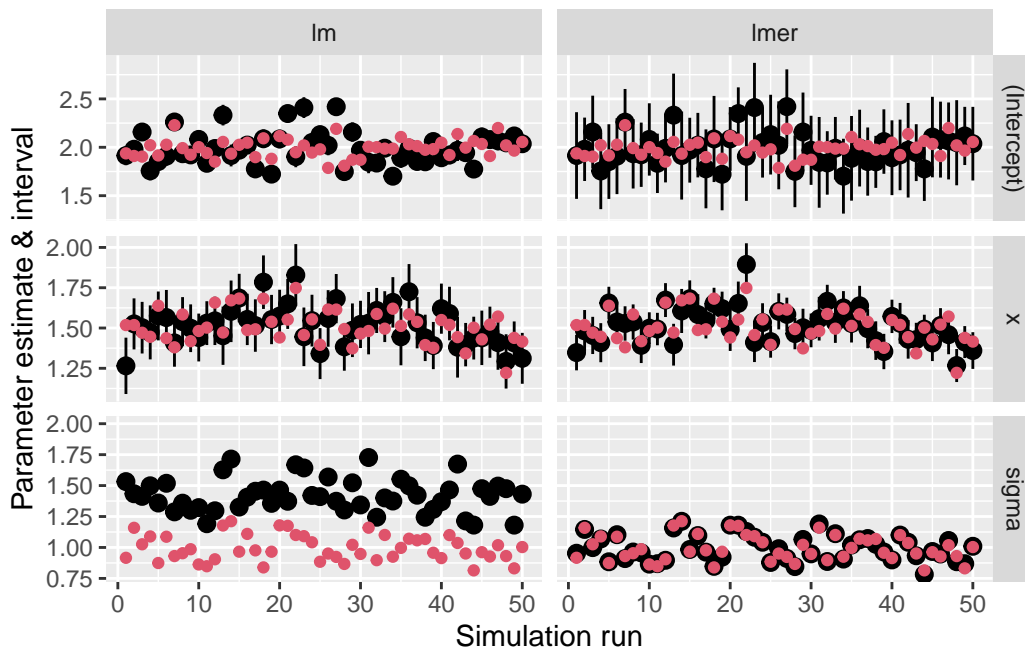 lm
lmer
2.5
2.0
1.5
(Intercept)
2.00
1.75
1.50
1.25
x
2.00
1.75
1.50
1.25
1.00
0.75
sigma
0 10 20 30 40 50
0 10 20 30 40 50
Parameter estimate & interval
Simulation run